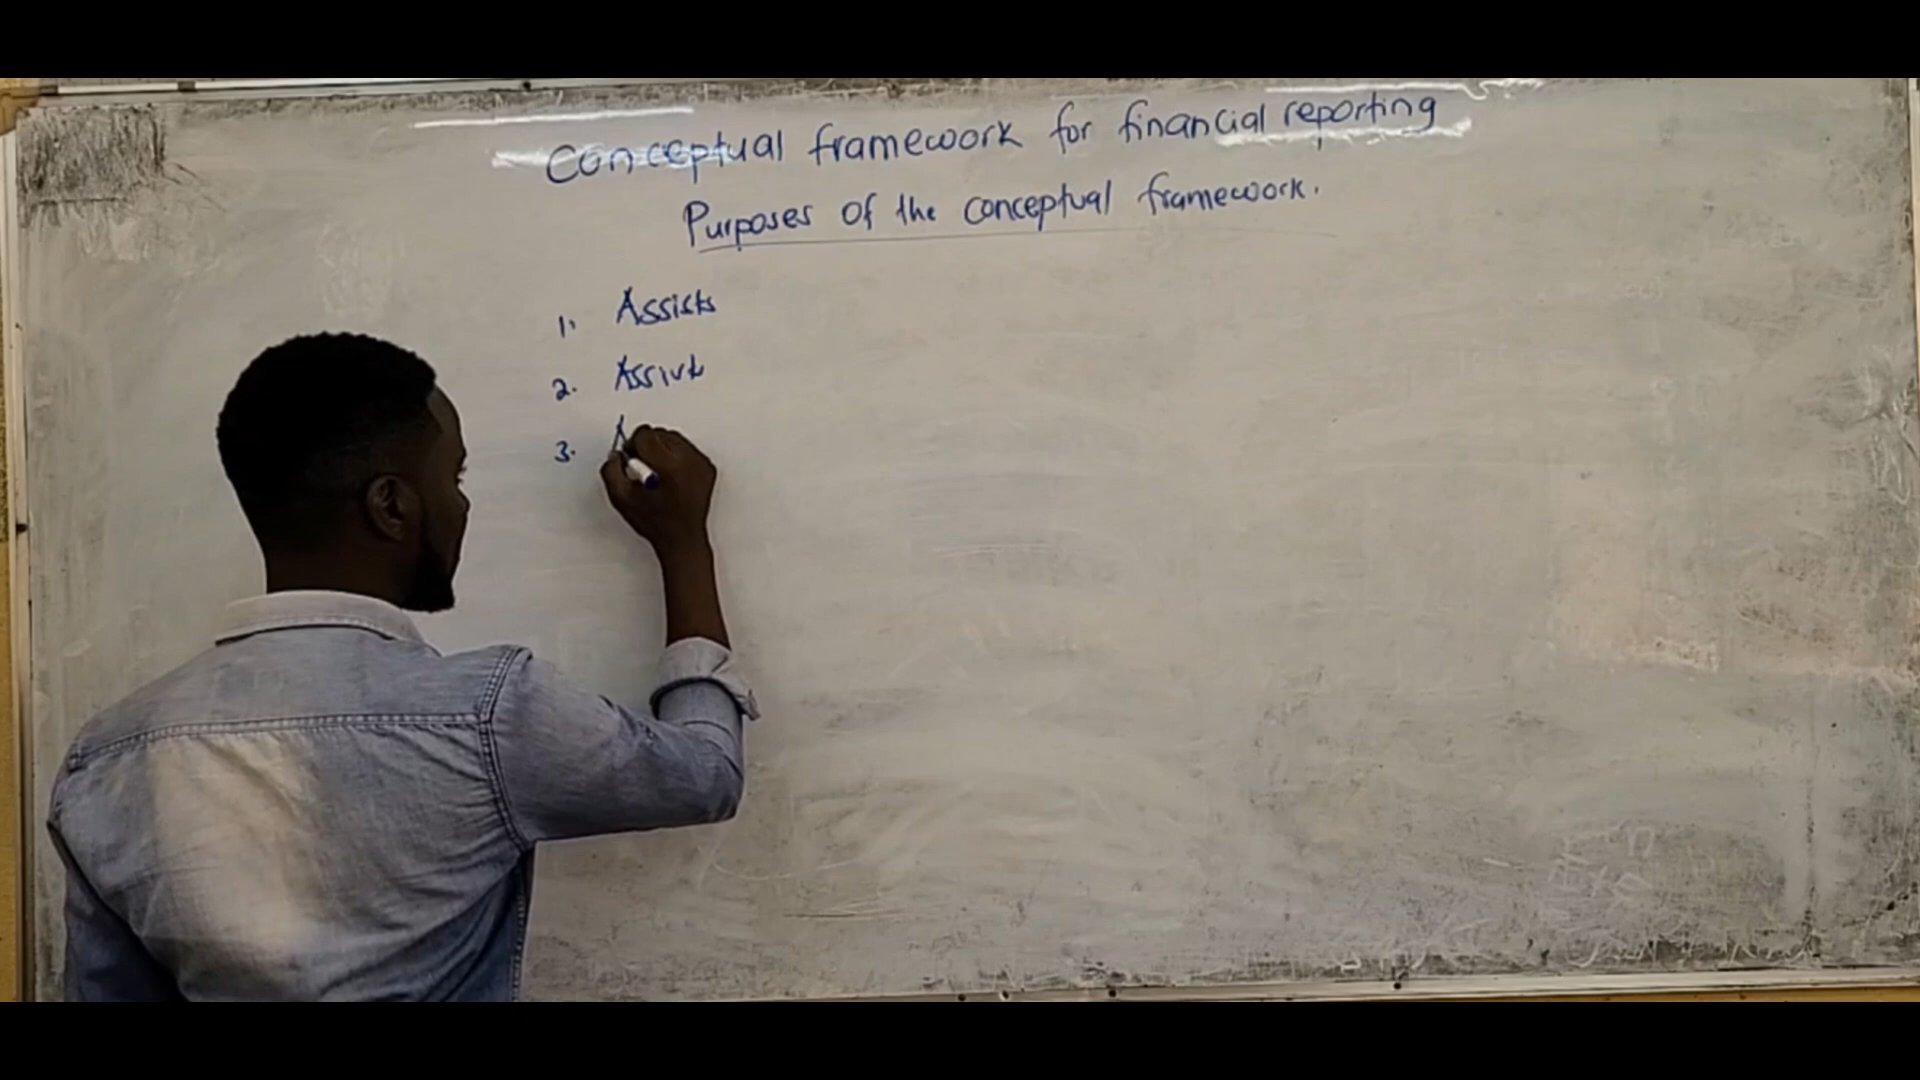 Conceptual framework for financial reporting
Purposes of the conceptual framework.
1. Assists
2. Assist
3. A